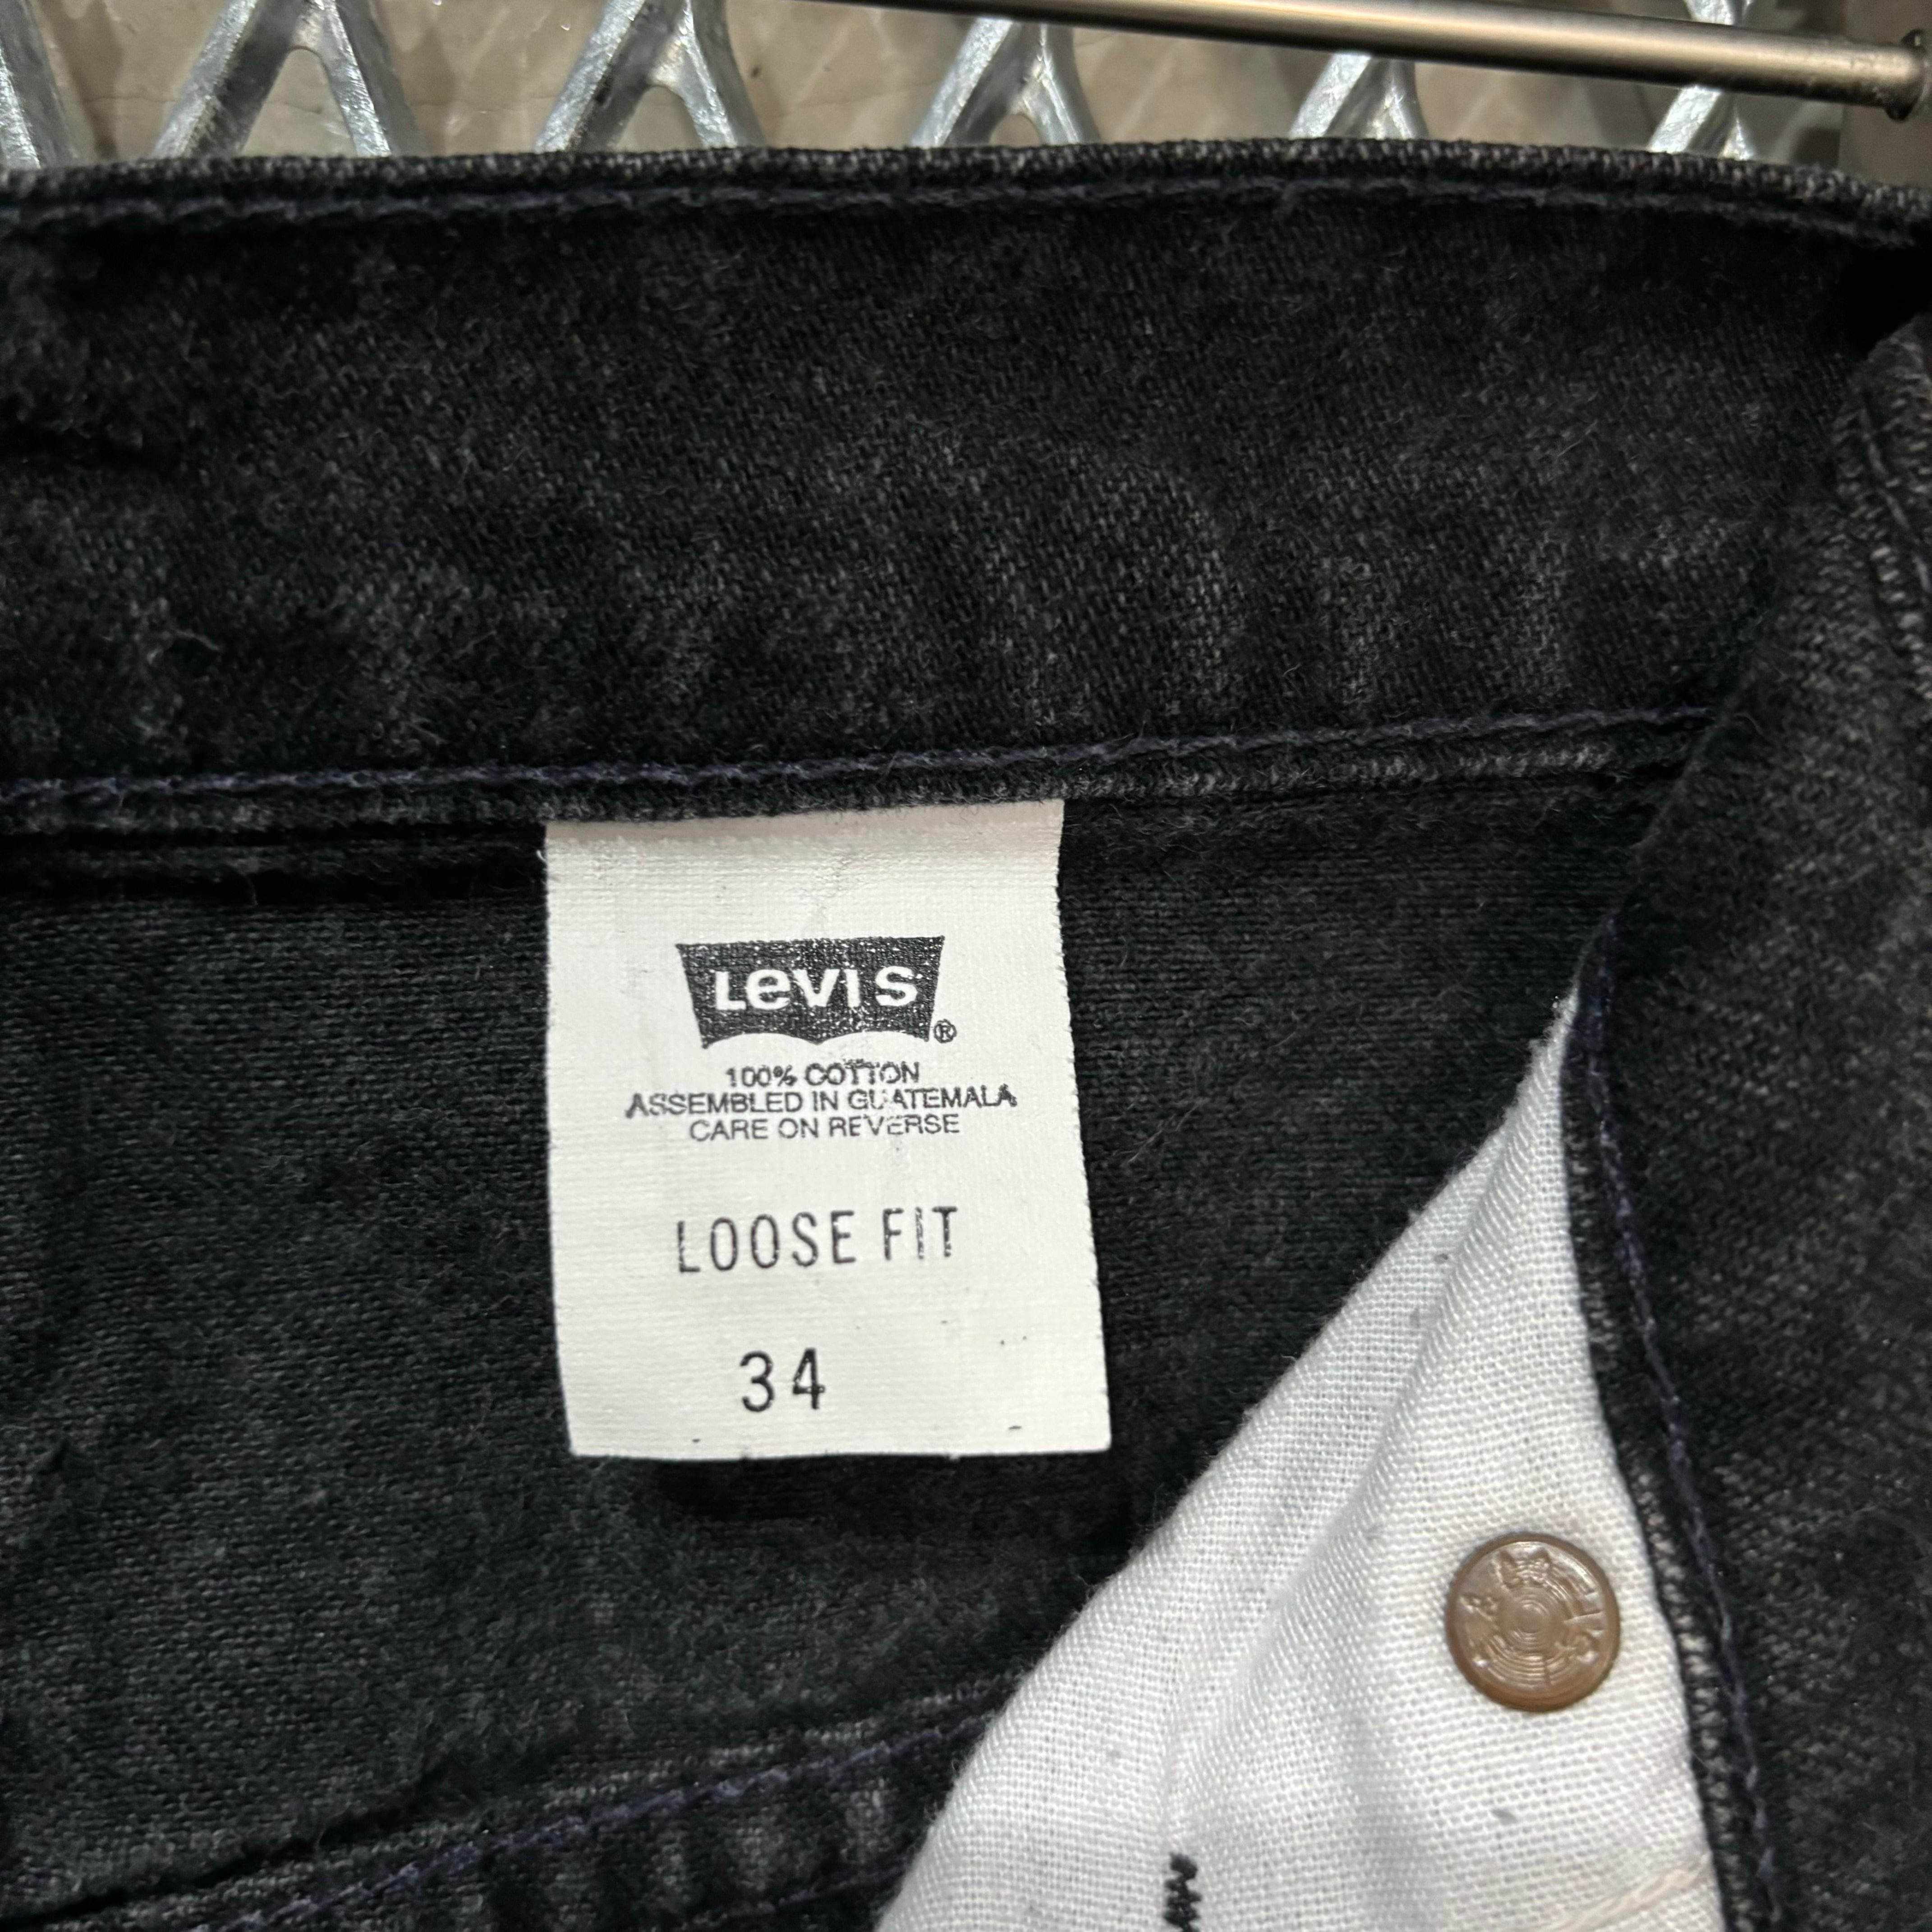 LEVI'S®
100% COTTON
ASSEMBLED IN GUATEMALA
CARE ON REVERSE
LOOSE FIT
34